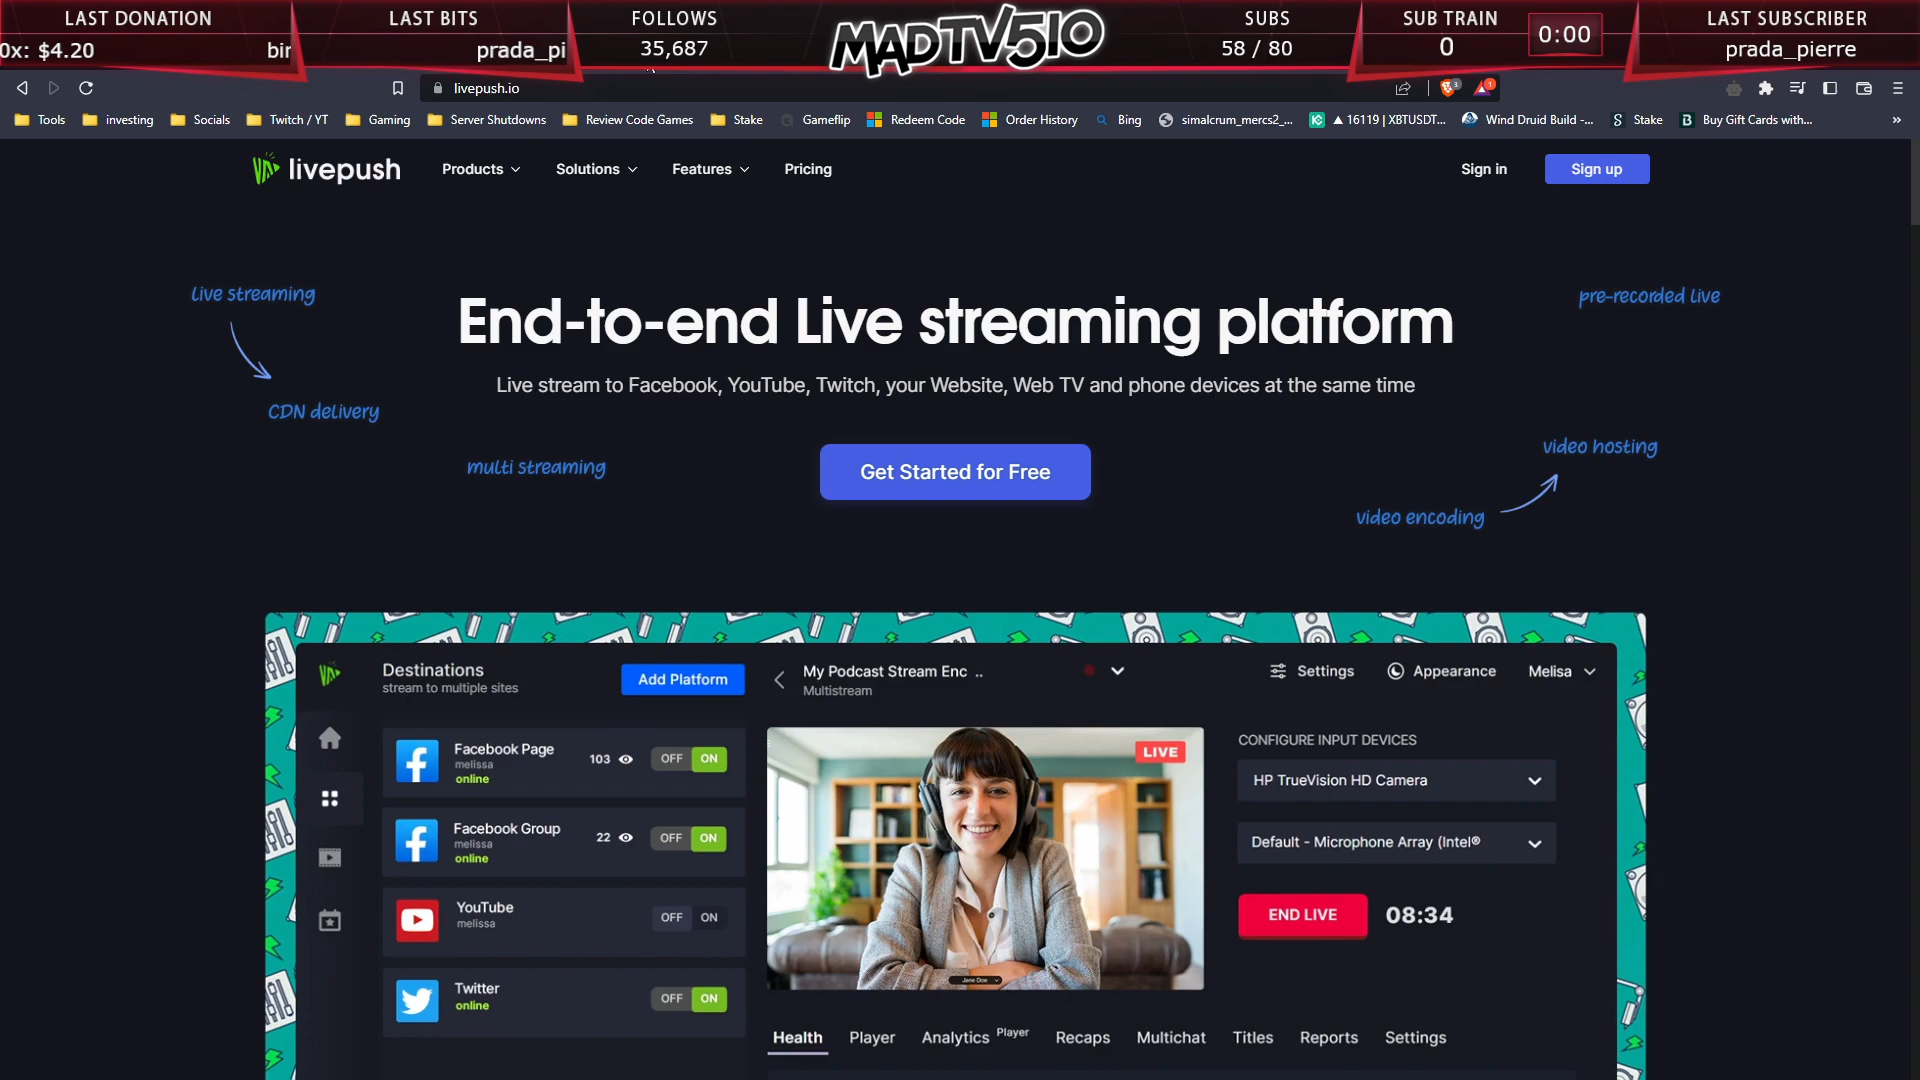 LAST DONATION
0x: $4.20
bir
LAST BITS
prada_pi
FOLLOWS
35,687
MADTV510
SUBS
58 / 80
SUB TRAIN
0
0:00
LAST SUBSCRIBER
prada_pierre
livepush.io
3
1
Tools
investing
Socials
Twitch / YT
Gaming
Server Shutdowns
Review Code Games
Stake
Gameflip
Redeem Code
Order History
Bing
simalcrum_mercs2_...
▲ 16119 | XBTUSDT...
Wind Druid Build -...
Stake
Buy Gift Cards with...
»
livepush
Products
Solutions
Features
Pricing
Sign in
Sign up
live streaming
CDN delivery
multi streaming
End-to-end Live streaming platform
Live stream to Facebook, YouTube, Twitch, your Website, Web TV and phone devices at the same time
Get Started for Free
pre-recorded live
video hosting
video encoding
Destinations
stream to multiple sites
Add Platform
My Podcast Stream Enc ..
Multistream
Settings
Appearance
Melisa
Facebook Page
melissa
online
103
OFF
ON
Facebook Group
melissa
online
22
OFF
ON
YouTube
melissa
OFF
ON
Twitter
online
OFF
ON
LIVE
Jane Doe
CONFIGURE INPUT DEVICES
HP TrueVision HD Camera
Default - Microphone Array (Intel®
END LIVE
08:34
Health
Player
Analytics Player
Recaps
Multichat
Titles
Reports
Settings